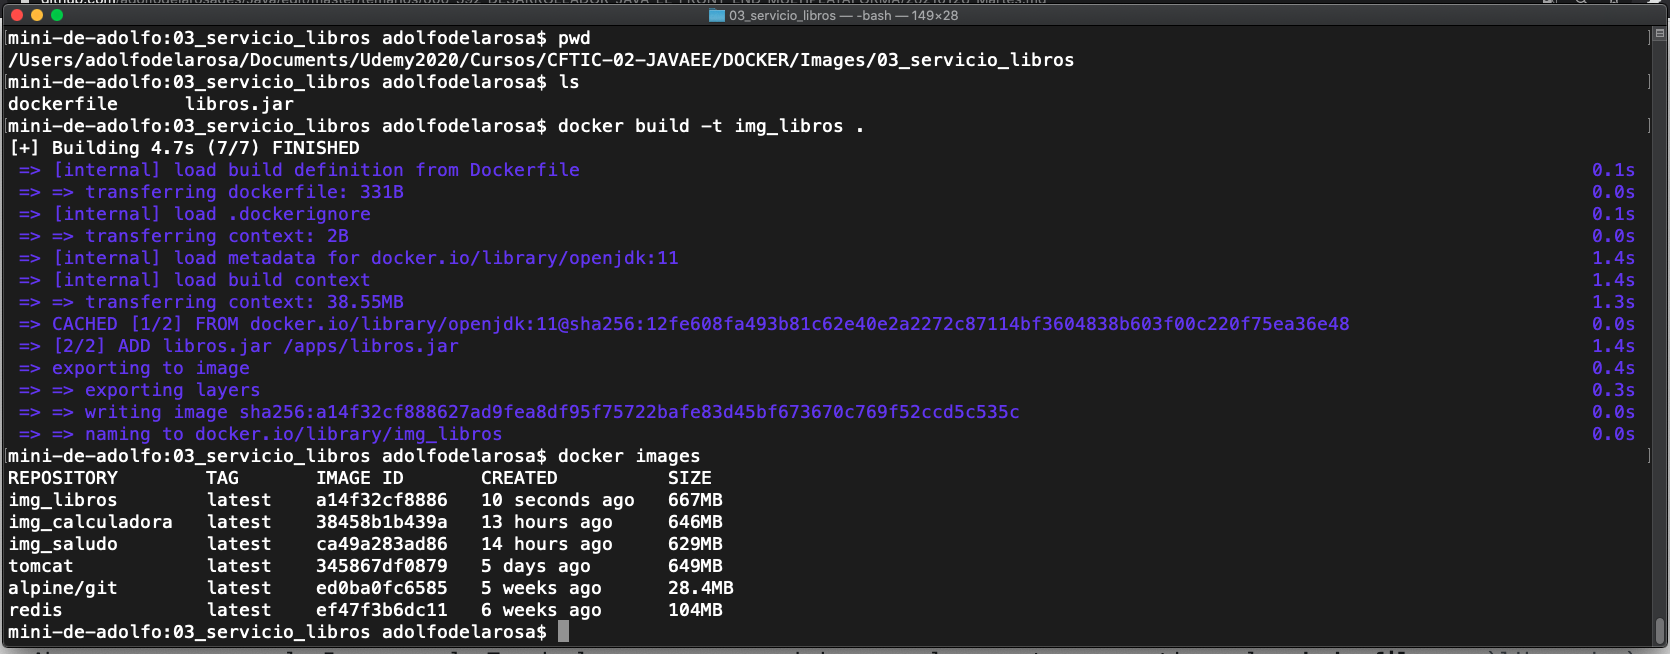 03_servicio_libros — -bash — 149×28
mini-de-adolfo:03_servicio_libros adolfodelarosa$ pwd
/Users/adolfodelarosa/Documents/Udemy2020/Cursos/CFTIC-02-JAVAEE/DOCKER/Images/03_servicio_libros
mini-de-adolfo:03_servicio_libros adolfodelarosa$ ls
dockerfile libros.jar
mini-de-adolfo:03_servicio_libros adolfodelarosa$ docker build -t img_libros .
[+] Building 4.7s (7/7) FINISHED
=> [internal] load build definition from Dockerfile 0.1s
=> => transferring dockerfile: 331B 0.0s
=> [internal] load .dockerignore 0.1s
=> => transferring context: 2B 0.0s
=> [internal] load metadata for docker.io/library/openjdk:11 1.4s
=> [internal] load build context 1.4s
=> => transferring context: 38.55MB 1.3s
=> CACHED [1/2] FROM docker.io/library/openjdk:11@sha256:12fe608fa493b81c62e40e2a2272c87114bf3604838b603f00c220f75ea36e48 0.0s
=> [2/2] ADD libros.jar /apps/libros.jar 1.4s
=> exporting to image 0.4s
=> => exporting layers 0.3s
=> => writing image sha256:a14f32cf888627ad9fea8df95f75722bafe83d45bf673670c769f52ccd5c535c 0.0s
=> => naming to docker.io/library/img_libros 0.0s
mini-de-adolfo:03_servicio_libros adolfodelarosa$ docker images
REPOSITORY TAG IMAGE ID CREATED SIZE
img_libros latest a14f32cf8886 10 seconds ago 667MB
img_calculadora latest 38458b1b439a 13 hours ago 646MB
img_saludo latest ca49a283ad86 14 hours ago 629MB
tomcat latest 345867df0879 5 days ago 649MB
alpine/git latest ed0ba0fc6585 5 weeks ago 28.4MB
redis latest ef47f3b6dc11 6 weeks ago 104MB
mini-de-adolfo:03_servicio_libros adolfodelarosa$